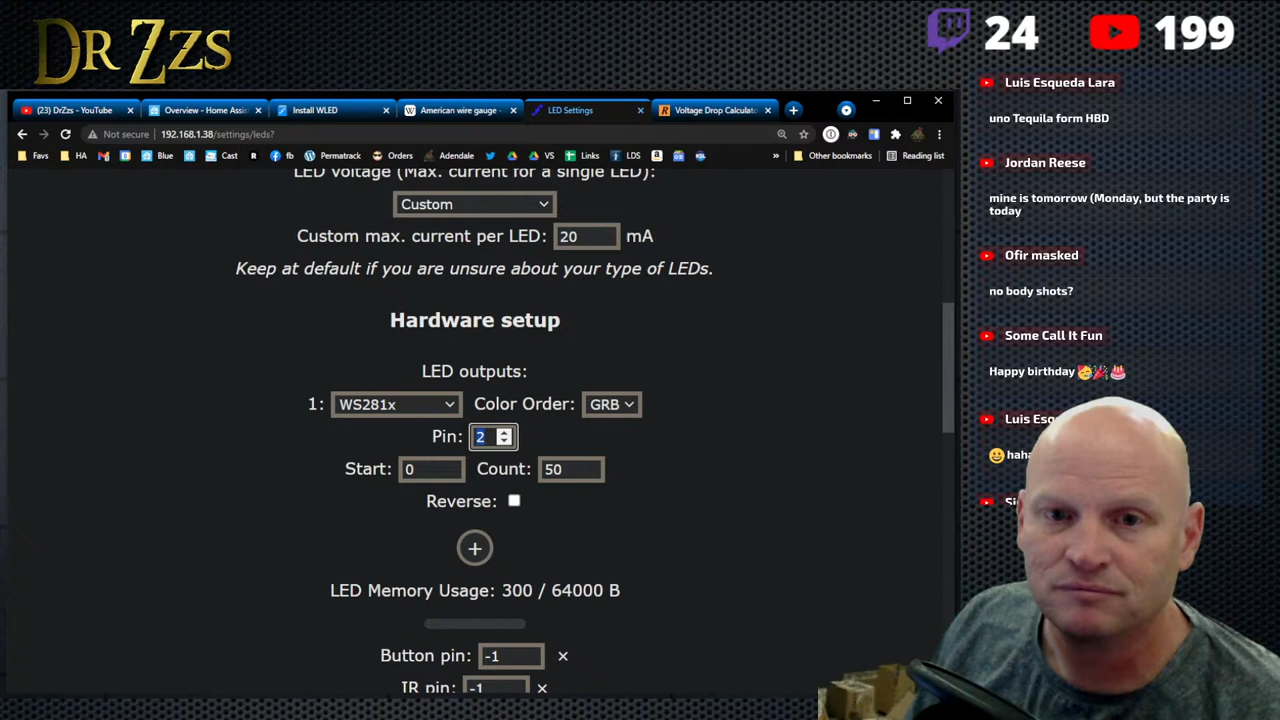 DR ZZS
24
199
(23) DrZzs - YouTube
Overview - Home Assis
Install WLED
American wire gauge -
LED Settings
Voltage Drop Calculato
Not secure
192.168.1.38/settings/leds?
Favs
HA
Blue
Cast
fb
Permatrack
Orders
Adendale
VS
Links
LDS
KSL
»
Other bookmarks
Reading list
LED voltage (Max. current for a single LED):
Custom
Custom max. current per LED: 20 mA
Keep at default if you are unsure about your type of LEDs.
Hardware setup
LED outputs:
1: WS281x Color Order: GRB
Pin: 2
Start: 0 Count: 50
Reverse:
+
LED Memory Usage: 300 / 64000 B
Button pin: -1 ×
IR pin: -1 ×
Luis Esqueda Lara
uno Tequila form HBD
Jordan Reese
mine is tomorrow (Monday, but the party is
today
Ofir masked
no body shots?
Some Call It Fun
Happy birthday
Luis Esq
haha